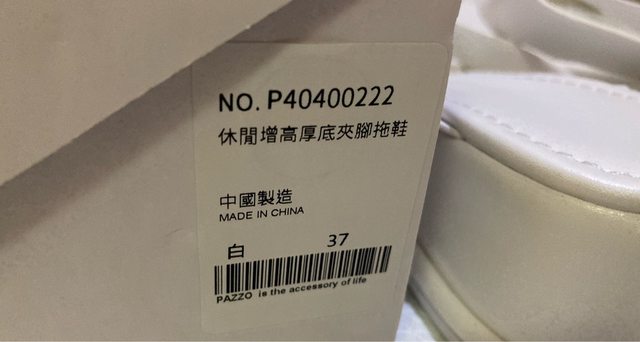 NO. P40400222
休閒增高厚底夾腳拖鞋
中國製造
MADE IN CHINA
白 37
PAZZO is the accessory of life